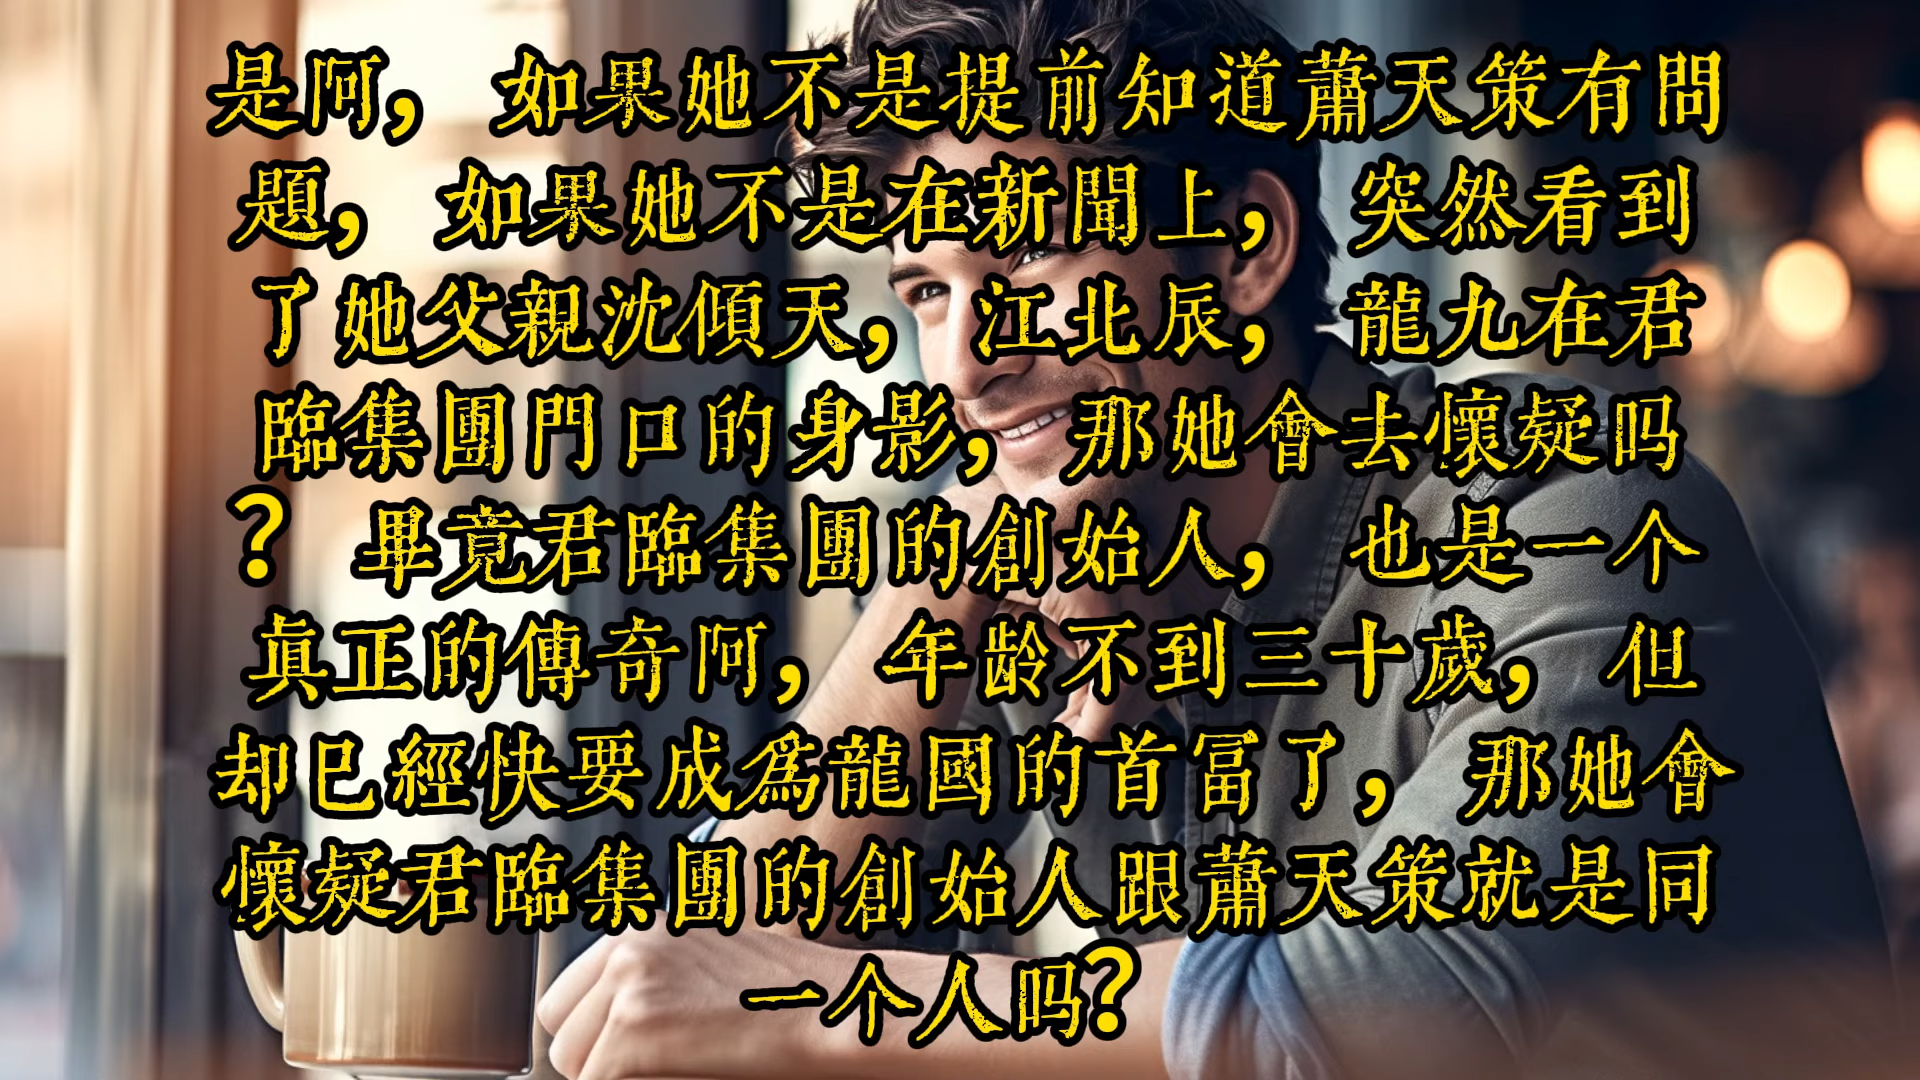 是阿，如果她不是提前知道蕭天策有問
題，如果她不是在新聞上，突然看到
了她父親沈傾天，江北辰，龍九在君
臨集團門口的身影，那她會去懷疑吗
？畢竟君臨集團的創始人，也是一个
眞正的傳奇阿，年龄不到三十歲，但
却已經快要成爲龍國的首冨了，那她會
懷疑君臨集團的創始人跟蕭天策就是同
一个人吗？